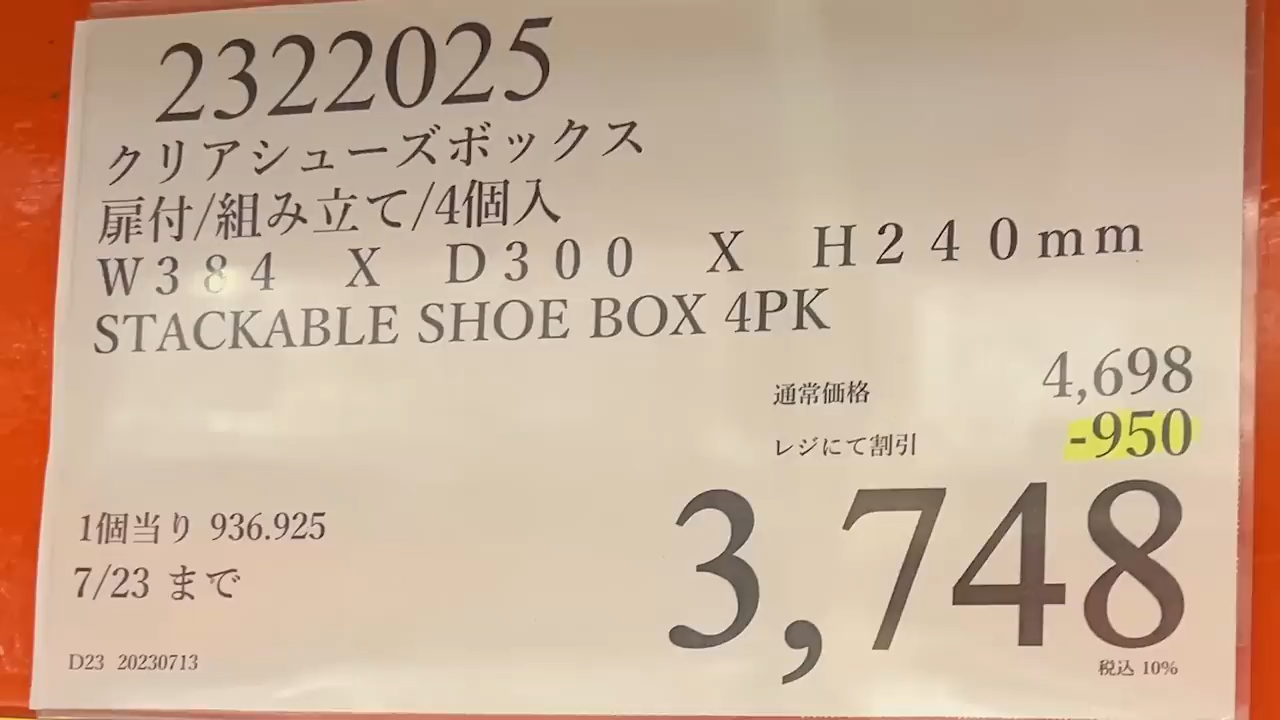 2322025
クリアシューズボックス
扉付/組み立て/4個入
W384 X D300 X H240mm
STACKABLE SHOE BOX 4PK
通常価格 4,698
レジにて割引 -950
3,748
1個当り 936.925
7/23 まで
D23 20230713
税込 10%